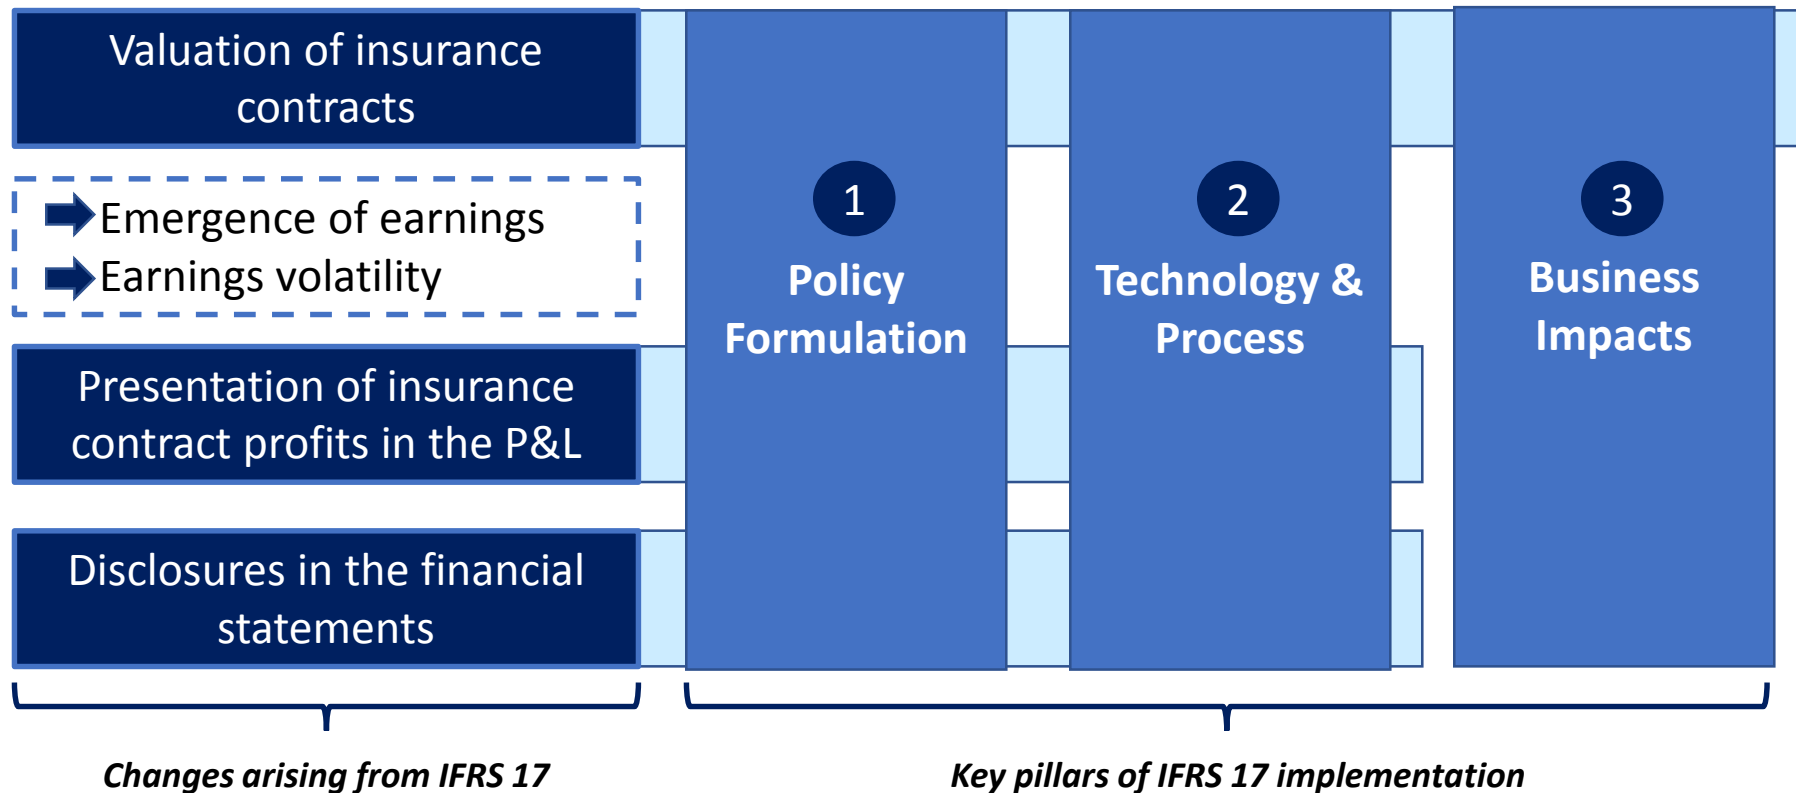 Valuation of insurance
contracts
Emergence of earnings
Earnings volatility
Presentation of insurance
contract profits in the P&L
Disclosures in the financial
statements
Changes arising from IFRS 17
1
Policy
Formulation
2
Technology &
Process
3
Business
Impacts
Key pillars of IFRS 17 implementation